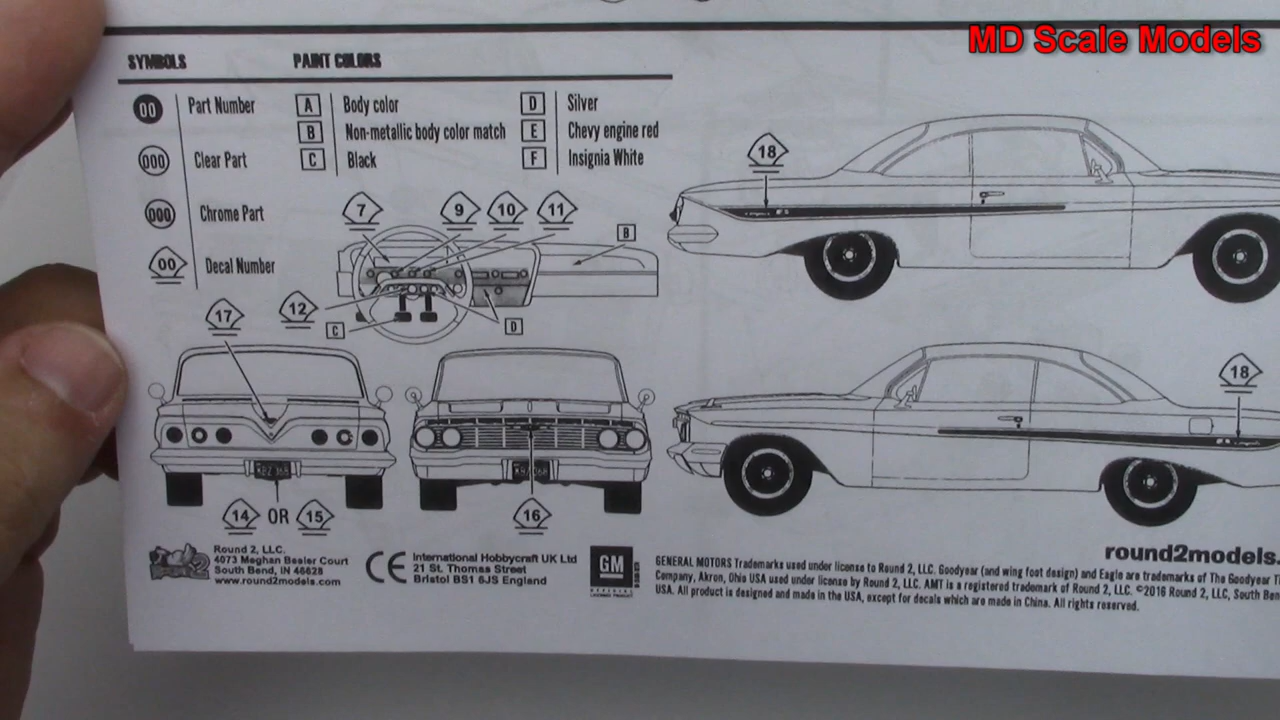 MD Scale Models
SYMBOLS
PAINT COLORS
00 Part Number
000 Clear Part
000 Chrome Part
00 Decal Number
A Body color
B Non-metallic body color match
C Black
D Silver
E Chevy engine red
F Insignia White
18
7
9
10
11
B
12
C
D
17
18
14 OR 15
16
Round 2, LLC.
4073 Meghan Beeler Court
South Bend, IN 46628
www.round2models.com
CE
International Hobbycraft UK Ltd
21 St. Thomas Street
Bristol BS1 6JS England
GM
OFFICIAL
LICENSED PRODUCT
round2models.
GENERAL MOTORS Trademarks used under license to Round 2, LLC. Goodyear (and wing foot design) and Eagle are trademarks of The Goodyear
Company, Akron, Ohio USA used under license by Round 2, LLC. AMT is a registered trademark of Round 2, LLC. ©2016 Round 2, LLC, South
USA. All product is designed and made in the USA, except for decals which are made in China. All rights reserved.